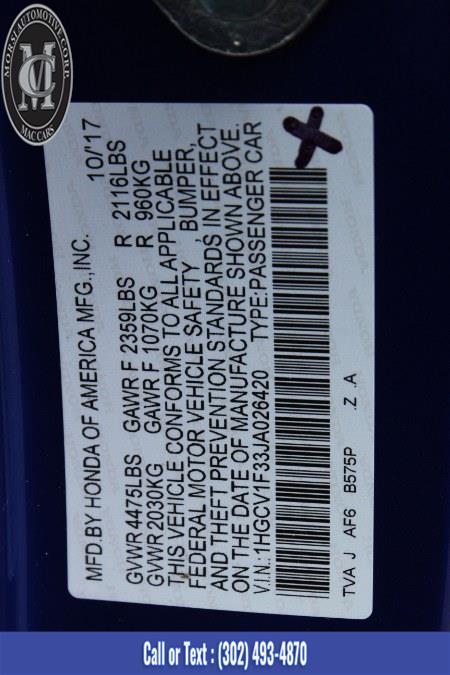 MORSI AUTOMOTIVE CORP.
MAC CARS
MFD.BY HONDA OF AMERICA MFG.,INC. 10/'17
GVWR 4475LBS GAWR F 2359LBS R 2116LBS
GVWR 2030KG GAWR F 1070KG R 960KG
THIS VEHICLE CONFORMS TO ALL APPLICABLE
FEDERAL MOTOR VEHICLE SAFETY , BUMPER,
AND THEFT PREVENTION STANDARDS IN EFFECT
ON THE DATE OF MANUFACTURE SHOWN ABOVE.
V.I.N.: 1HGCV1F33JA026420 TYPE:PASSENGER CAR
TVA J AF6 B575P .Z .A
Call or Text : (302) 493-4870